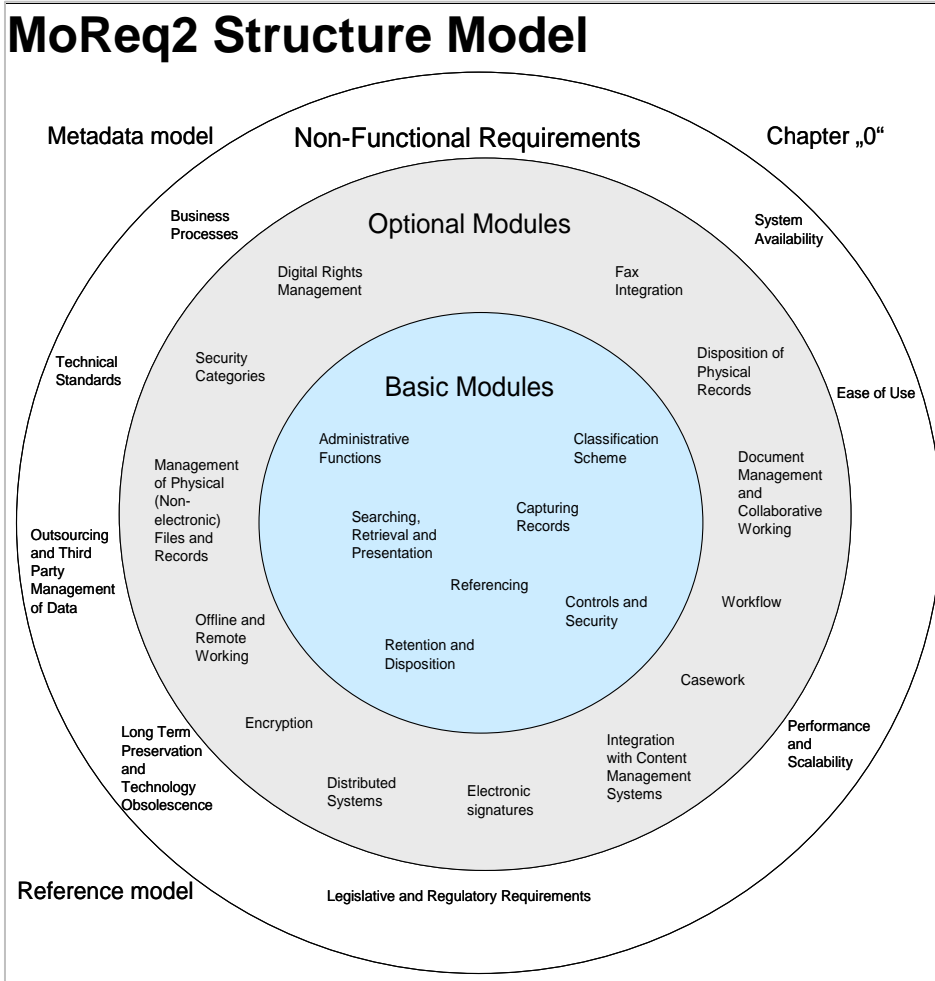 MoReq2 Structure Model
Metadata model
Non-Functional Requirements
Chapter „0“
Business
Processes
System
Availability
Optional Modules
Digital Rights
Management
Fax
Integration
Technical
Standards
Security
Categories
Disposition of
Physical
Records
Ease of Use
Basic Modules
Administrative
Functions
Classification
Scheme
Management
of Physical
(Non-
electronic)
Files and
Records
Document
Management
and
Collaborative
Working
Searching,
Retrieval and
Presentation
Capturing
Records
Outsourcing
and Third
Party
Management
of Data
Referencing
Controls and
Security
Workflow
Offline and
Remote
Working
Retention and
Disposition
Casework
Encryption
Long Term
Preservation
and
Technology
Obsolescence
Performance
and
Scalability
Integration
with Content
Management
Systems
Distributed
Systems
Electronic
signatures
Reference model
Legislative and Regulatory Requirements